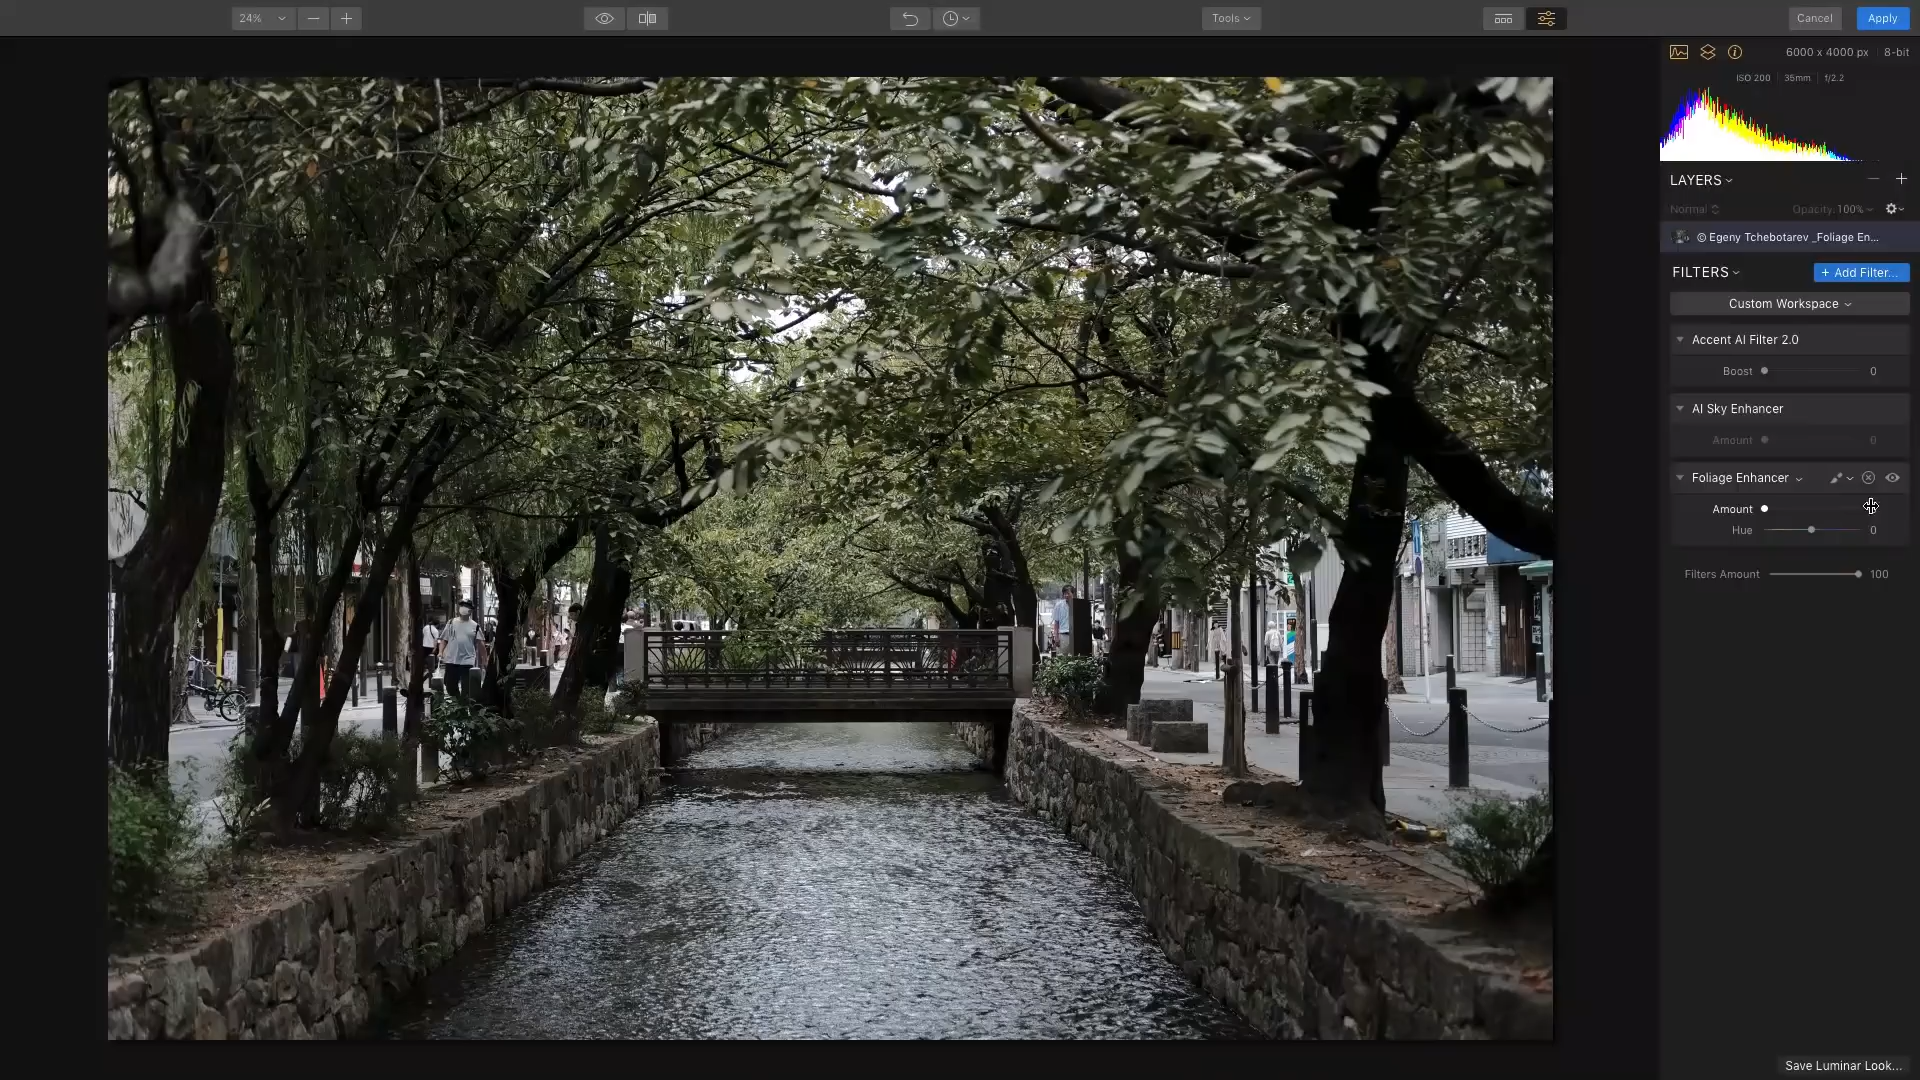 24%
Tools
Cancel
Apply
6000 x 4000 px
8-bit
ISO 200
35mm
f/2.2
LAYERS
Normal
Opacity: 100%
© Egeny Tchebotarev _Foliage En...
FILTERS
+ Add Filter...
Custom Workspace
Accent AI Filter 2.0
Boost
0
AI Sky Enhancer
Amount
0
Foliage Enhancer
Amount
Hue
0
Filters Amount
100
Save Luminar Look...